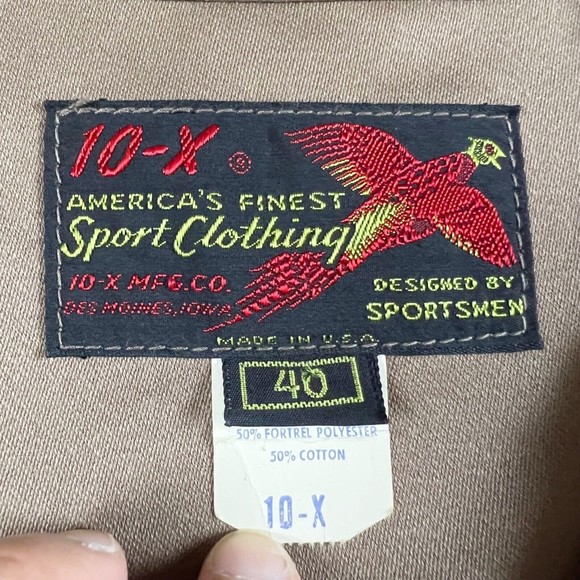 10-X ®
AMERICA'S FINEST
Sport Clothing
10-X MFG.CO.
DES MOINES, IOWA
DESIGNED BY
SPORTSMEN
MADE IN U.S.A
40
50% FORTREL POLYESTER
50% COTTON
10-X